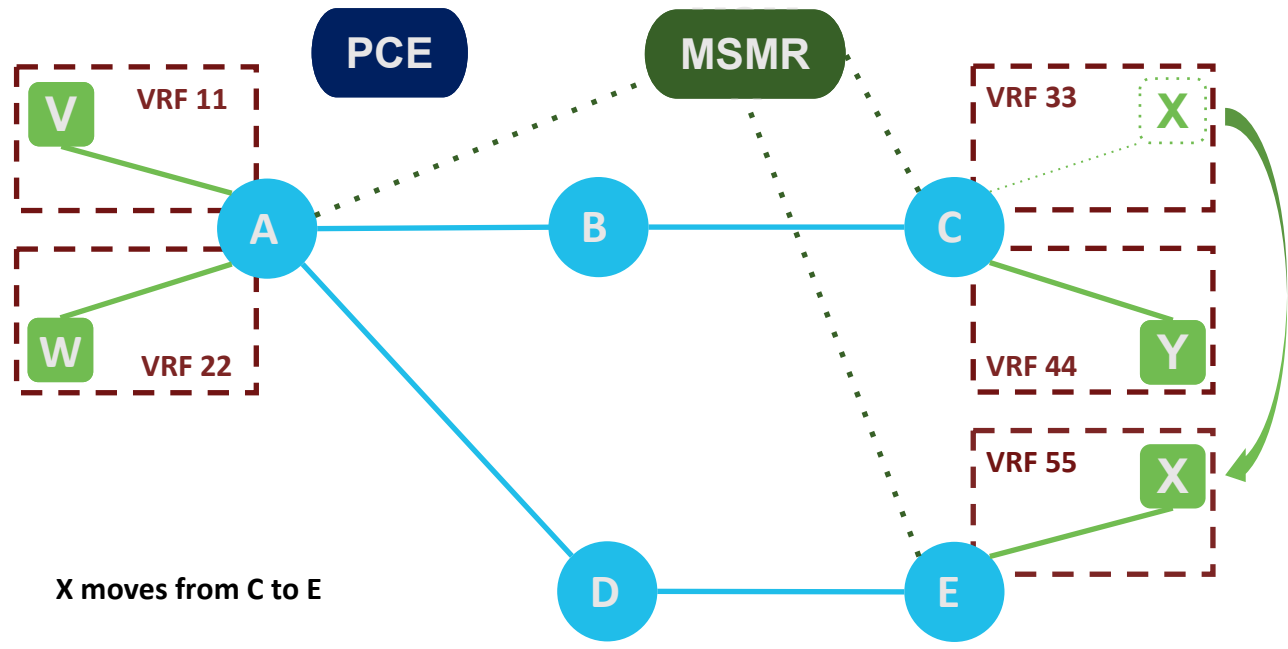 PCE
MSMR
V
VRF 11
VRF 33
X
A
B
C
W
VRF 22
VRF 44
Y
VRF 55
X
X moves from C to E
D
E